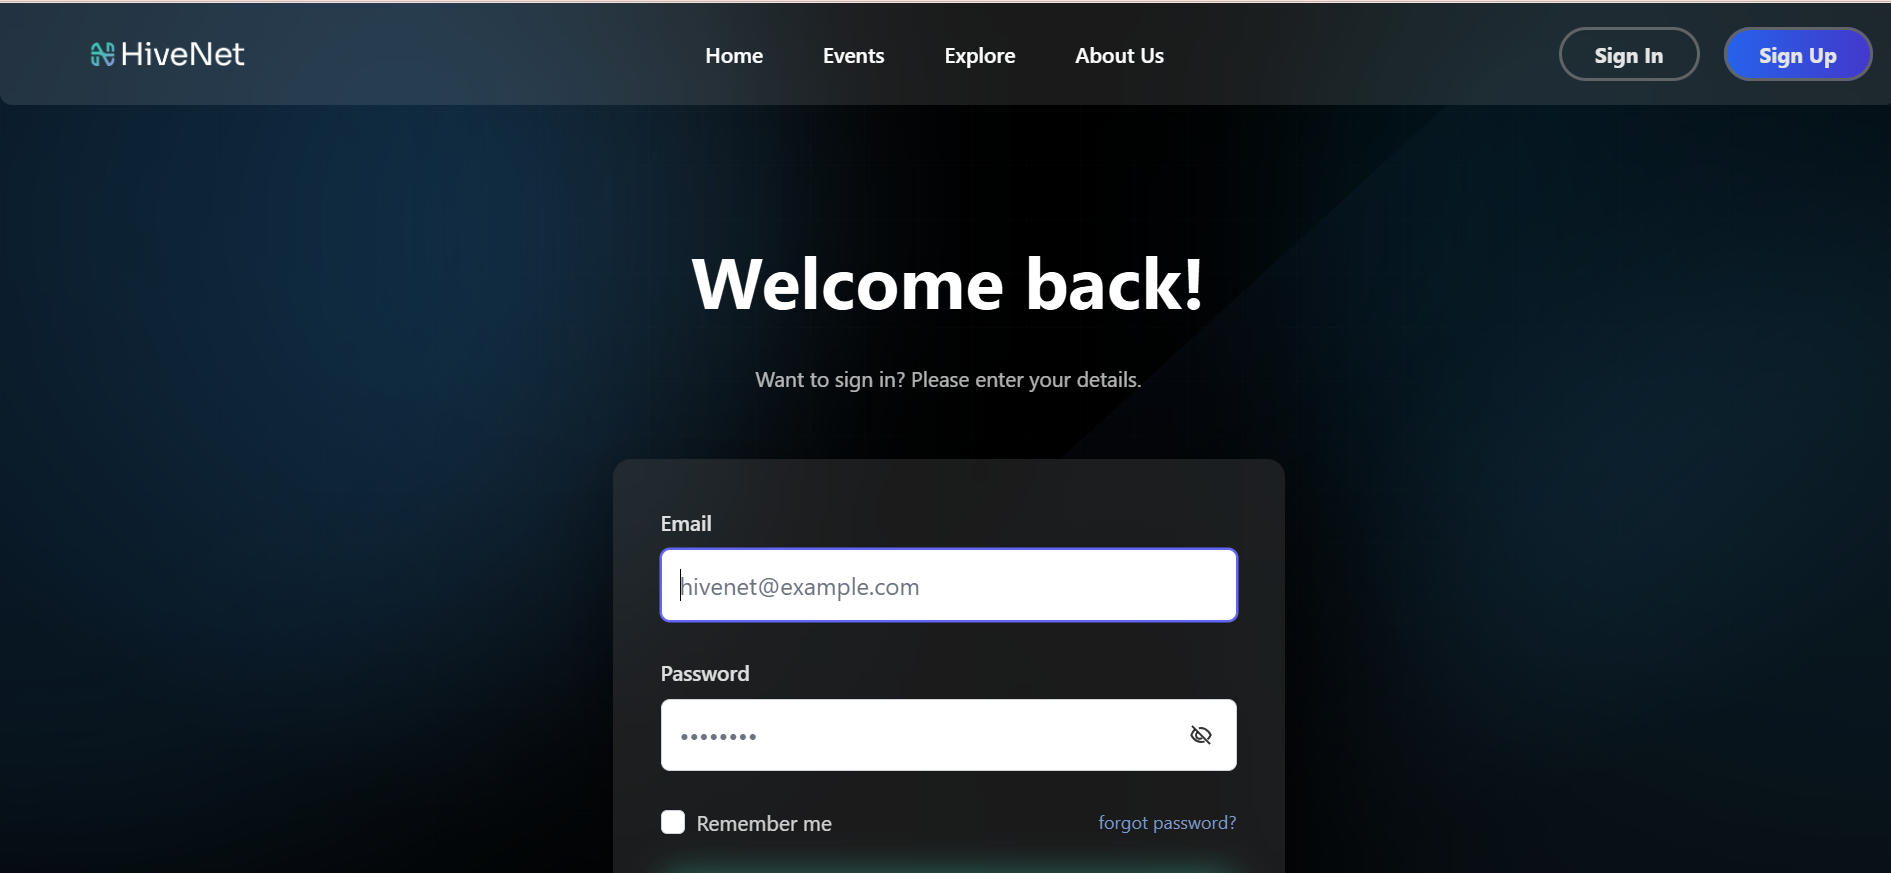 HiveNet
Home Events Explore About Us
Sign In Sign Up
Welcome back!
Want to sign in? Please enter your details.
Email
hivenet@example.com
Password
••••••••
Remember me
forgot password?